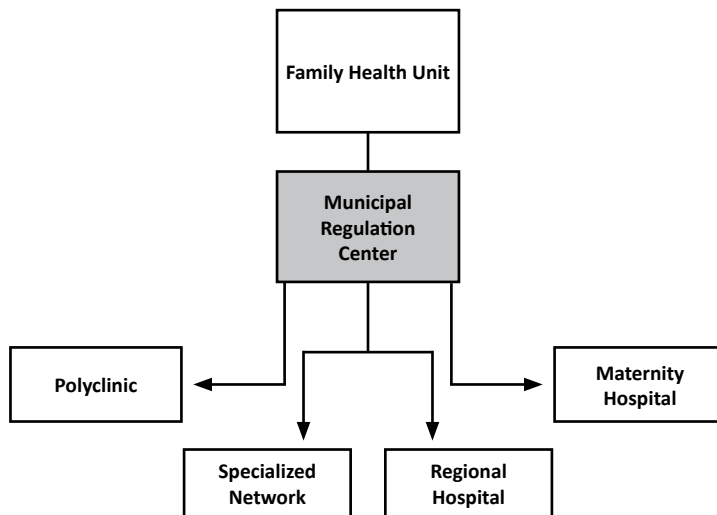 Family Health Unit
Municipal
Regulation
Center
Polyclinic
Maternity
Hospital
Specialized
Network
Regional
Hospital